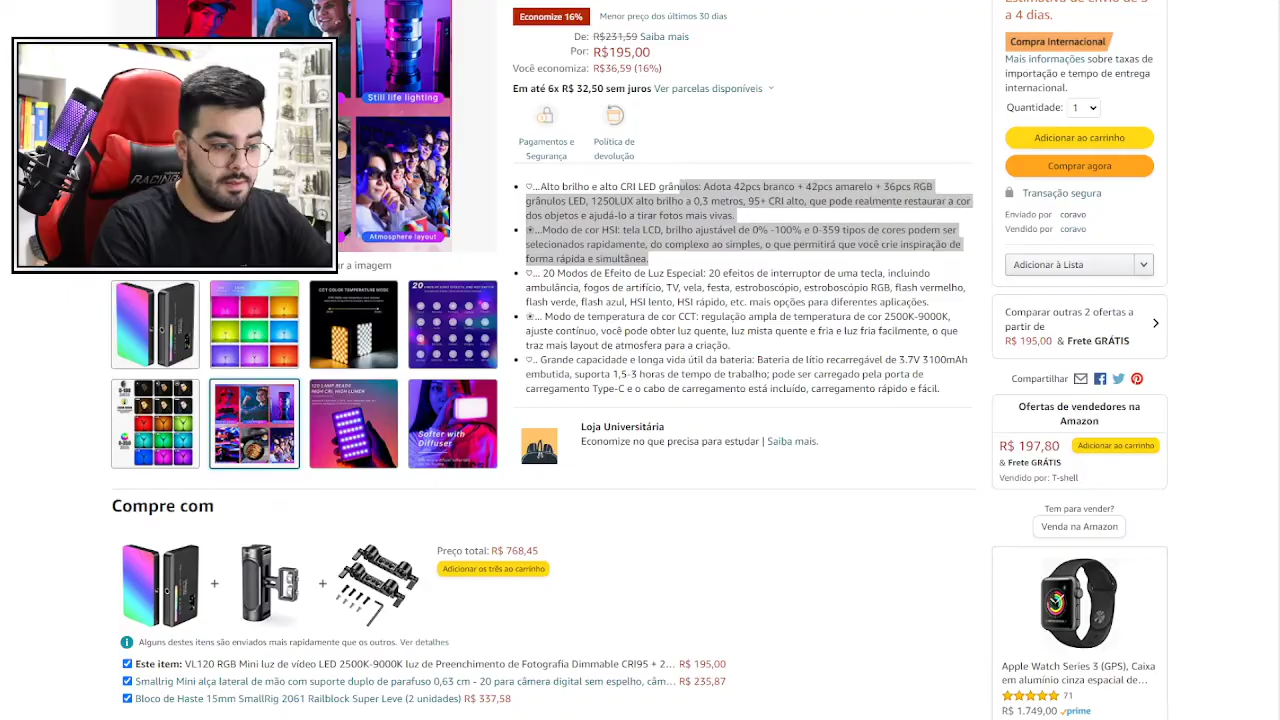 Economize 16%
Menor preço dos últimos 30 dias
De: R$231,59 Saiba mais
Por: R$195,00
Você economiza: R$36,59 (16%)
Em até 6x R$ 32,50 sem juros Ver parcelas disponíveis
Pagamentos e
Segurança
Política de
devolução
♡...Alto brilho e alto CRI LED grânulos: Adota 42pcs branco + 42pcs amarelo + 36pcs RGB
grânulos LED, 1250LUX alto brilho a 0,3 metros, 95+ CRI alto, que pode realmente restaurar a cor
dos objetos e ajudá-lo a tirar fotos mais vivas.
❀...Modo de cor HSI: tela LCD, brilho ajustável de 0% -100% e 0-359 tipos de cores podem ser
selecionados rapidamente, do complexo ao simples, o que permitirá que você crie inspiração de
forma rápida e simultânea.
♡... 20 Modos de Efeito de Luz Especial: 20 efeitos de interruptor de uma tecla, incluindo
ambulância, fogos de artifício, TV, vela, festa, estroboscópio, estroboscópio RGB, flash vermelho,
flash verde, flash azul, HSI lento, HSI rápido, etc. mais opções para diferentes aplicações.
❀... Modo de temperatura de cor CCT: regulação ampla de temperatura de cor 2500K-9000K,
ajuste contínuo, você pode obter luz quente, luz mista quente e fria e luz fria facilmente, o que
traz mais layout de atmosfera para a criação.
♡.. Grande capacidade e longa vida útil da bateria: Bateria de lítio recarregável de 3.7V 3100mAh
embutida, suporta 1,5-3 horas de tempo de trabalho; pode ser carregado pela porta de
carregamento Type-C e o cabo de carregamento está incluído, carregamento rápido e fácil.
Loja Universitária
Economize no que precisa para estudar | Saiba mais.
Still life lighting
Atmosphere layout
r a imagem
RACING
CCT COLOR TEMPERATURE MODE
120 LAMP BEADS
HIGH CRI, HIGH LUMEN
Softer with
Diffuser
Compre com
+
+
Preço total: R$ 768,45
Adicionar os três ao carrinho
Alguns destes itens são enviados mais rapidamente que os outros. Ver detalhes
Este item: VL120 RGB Mini luz de vídeo LED 2500K-9000K luz de Preenchimento de Fotografia Dimmable CRI95 + 2... R$ 195,00
Smallrig Mini alça lateral de mão com suporte duplo de parafuso 0,63 cm - 20 para câmera digital sem espelho, câm... R$ 235,87
Bloco de Haste 15mm SmallRig 2061 Railblock Super Leve (2 unidades) R$ 337,58
a 4 dias.
Compra Internacional
Mais informações sobre taxas de
importação e tempo de entrega
internacional.
Quantidade: 1
Adicionar ao carrinho
Comprar agora
Transação segura
Enviado por coravo
Vendido por coravo
Adicionar à Lista
Comparar outras 2 ofertas a
partir de
R$ 195,00 & Frete GRÁTIS
Compartilhar
Ofertas de vendedores na
Amazon
R$ 197,80 Adicionar ao carrinho
& Frete GRÁTIS
Vendido por: T-shell
Tem para vender?
Venda na Amazon
Apple Watch Series 3 (GPS), Caixa
em alumínio cinza espacial de...
71
R$ 1.749,00 prime